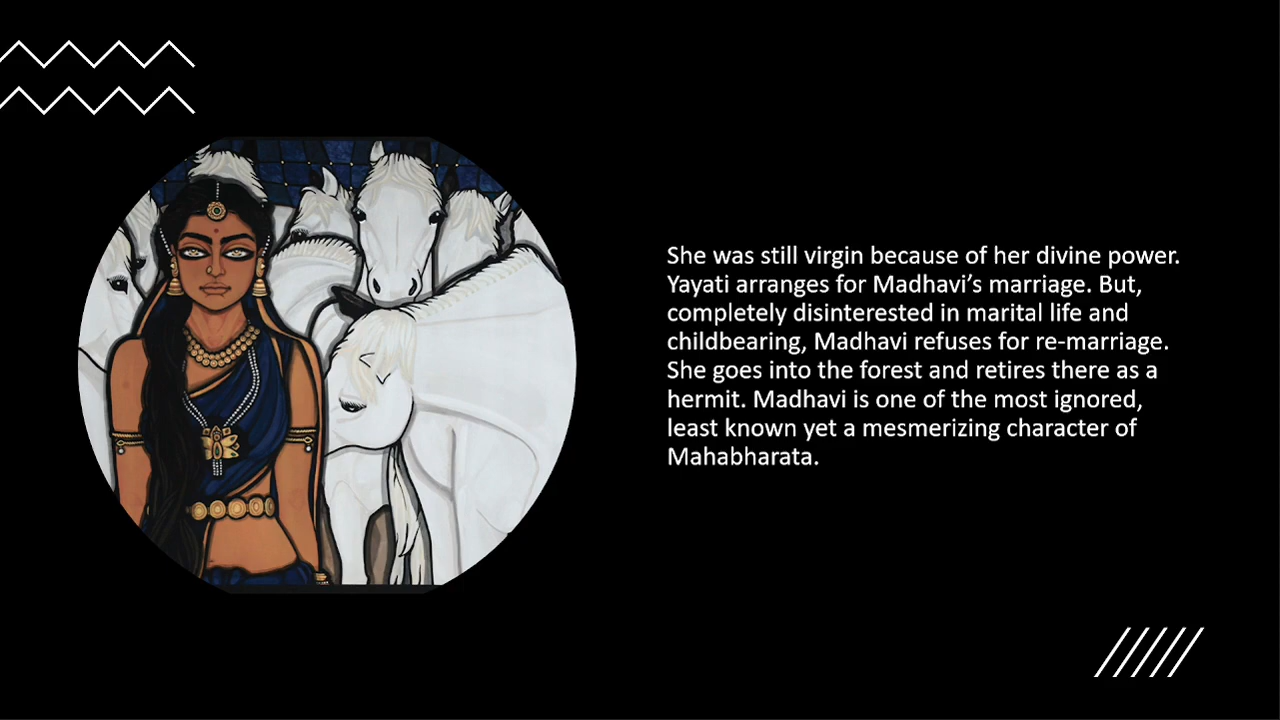 She was still virgin because of her divine power.
Yayati arranges for Madhavi’s marriage. But,
completely disinterested in marital life and
childbearing, Madhavi refuses for re-marriage.
She goes into the forest and retires there as a
hermit. Madhavi is one of the most ignored,
least known yet a mesmerizing character of
Mahabharata.